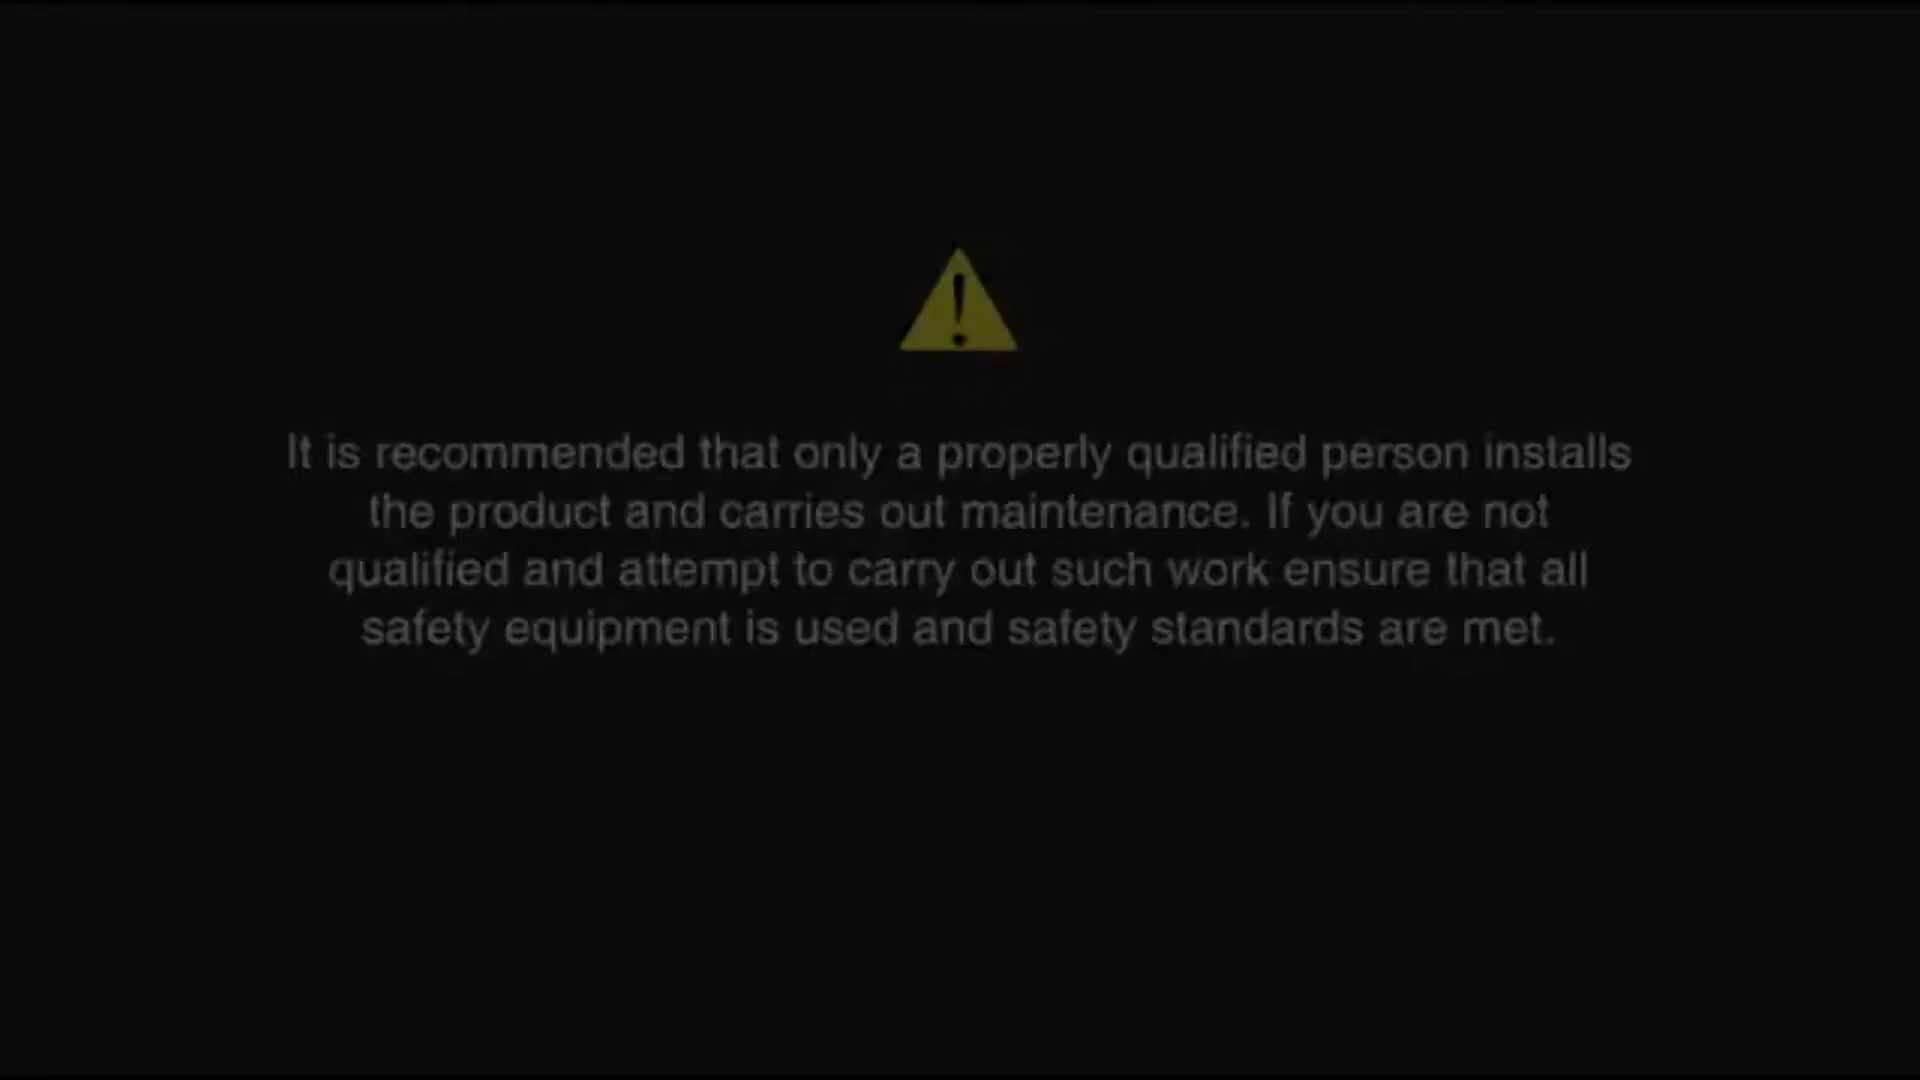 It is recommended that only a properly qualified person installs
the product and carries out maintenance. If you are not
qualified and attempt to carry out such work ensure that all
safety equipment is used and safety standards are met.